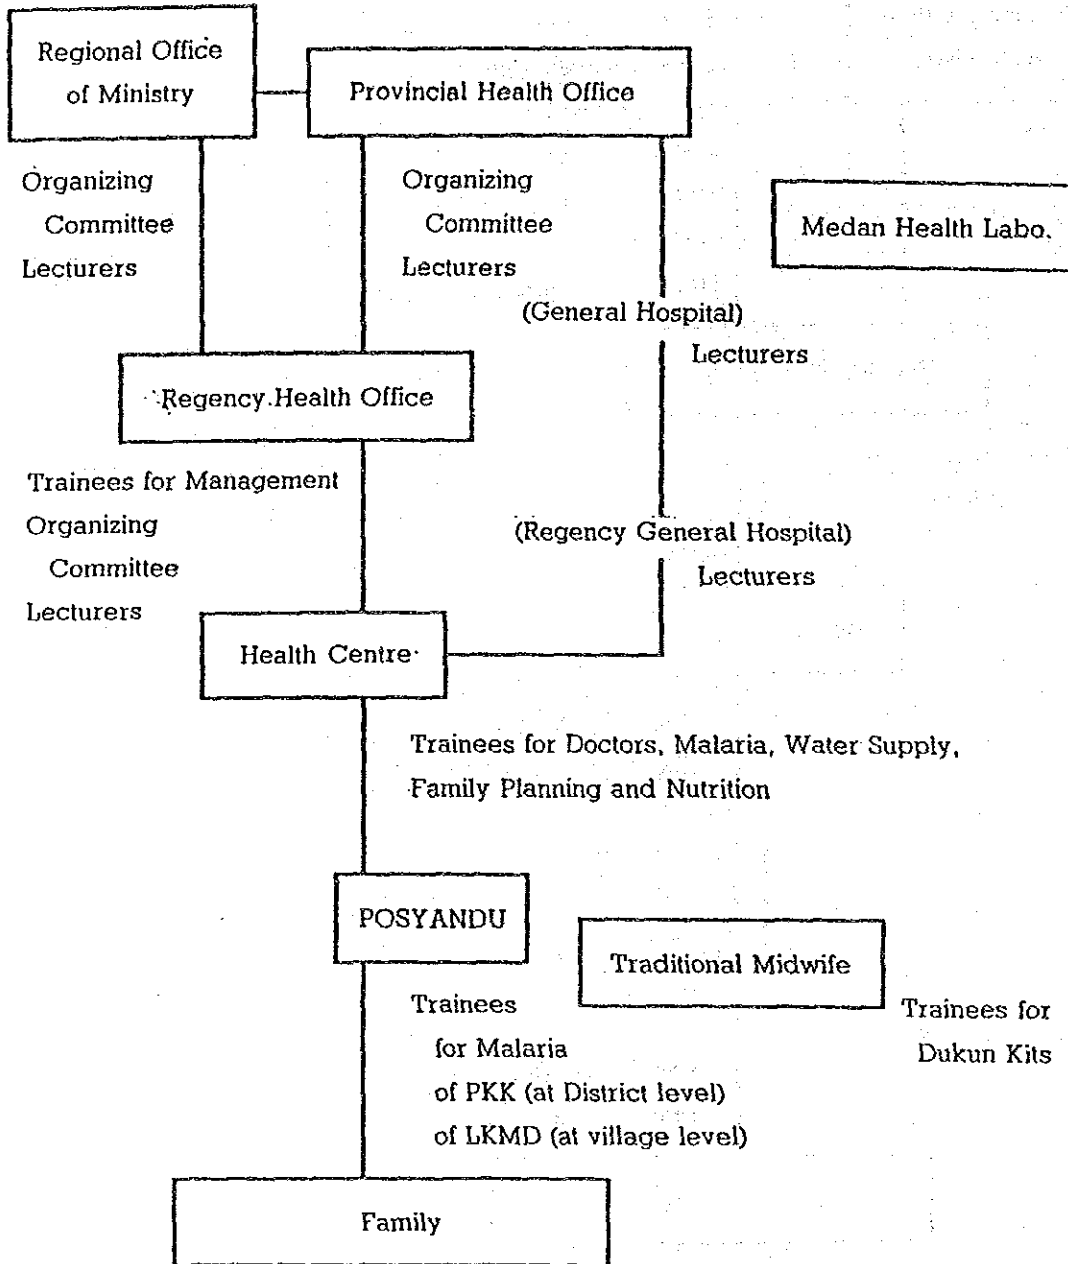 Regional Office
of Ministry
Provincial Health Office
Organizing
Committee
Lecturers
Organizing
Committee
Lecturers
Medan Health Labo.
(General Hospital)
Lecturers
Regency Health Office
Trainees for Management
Organizing
Committee
Lecturers
(Regency General Hospital)
Lecturers
Health Centre
Trainees for Doctors, Malaria, Water Supply,
Family Planning and Nutrition
POSYANDU
Traditional Midwife
Trainees
for Malaria
of PKK (at District level)
of LKMD (at village level)
Trainees for
Dukun Kits
Family